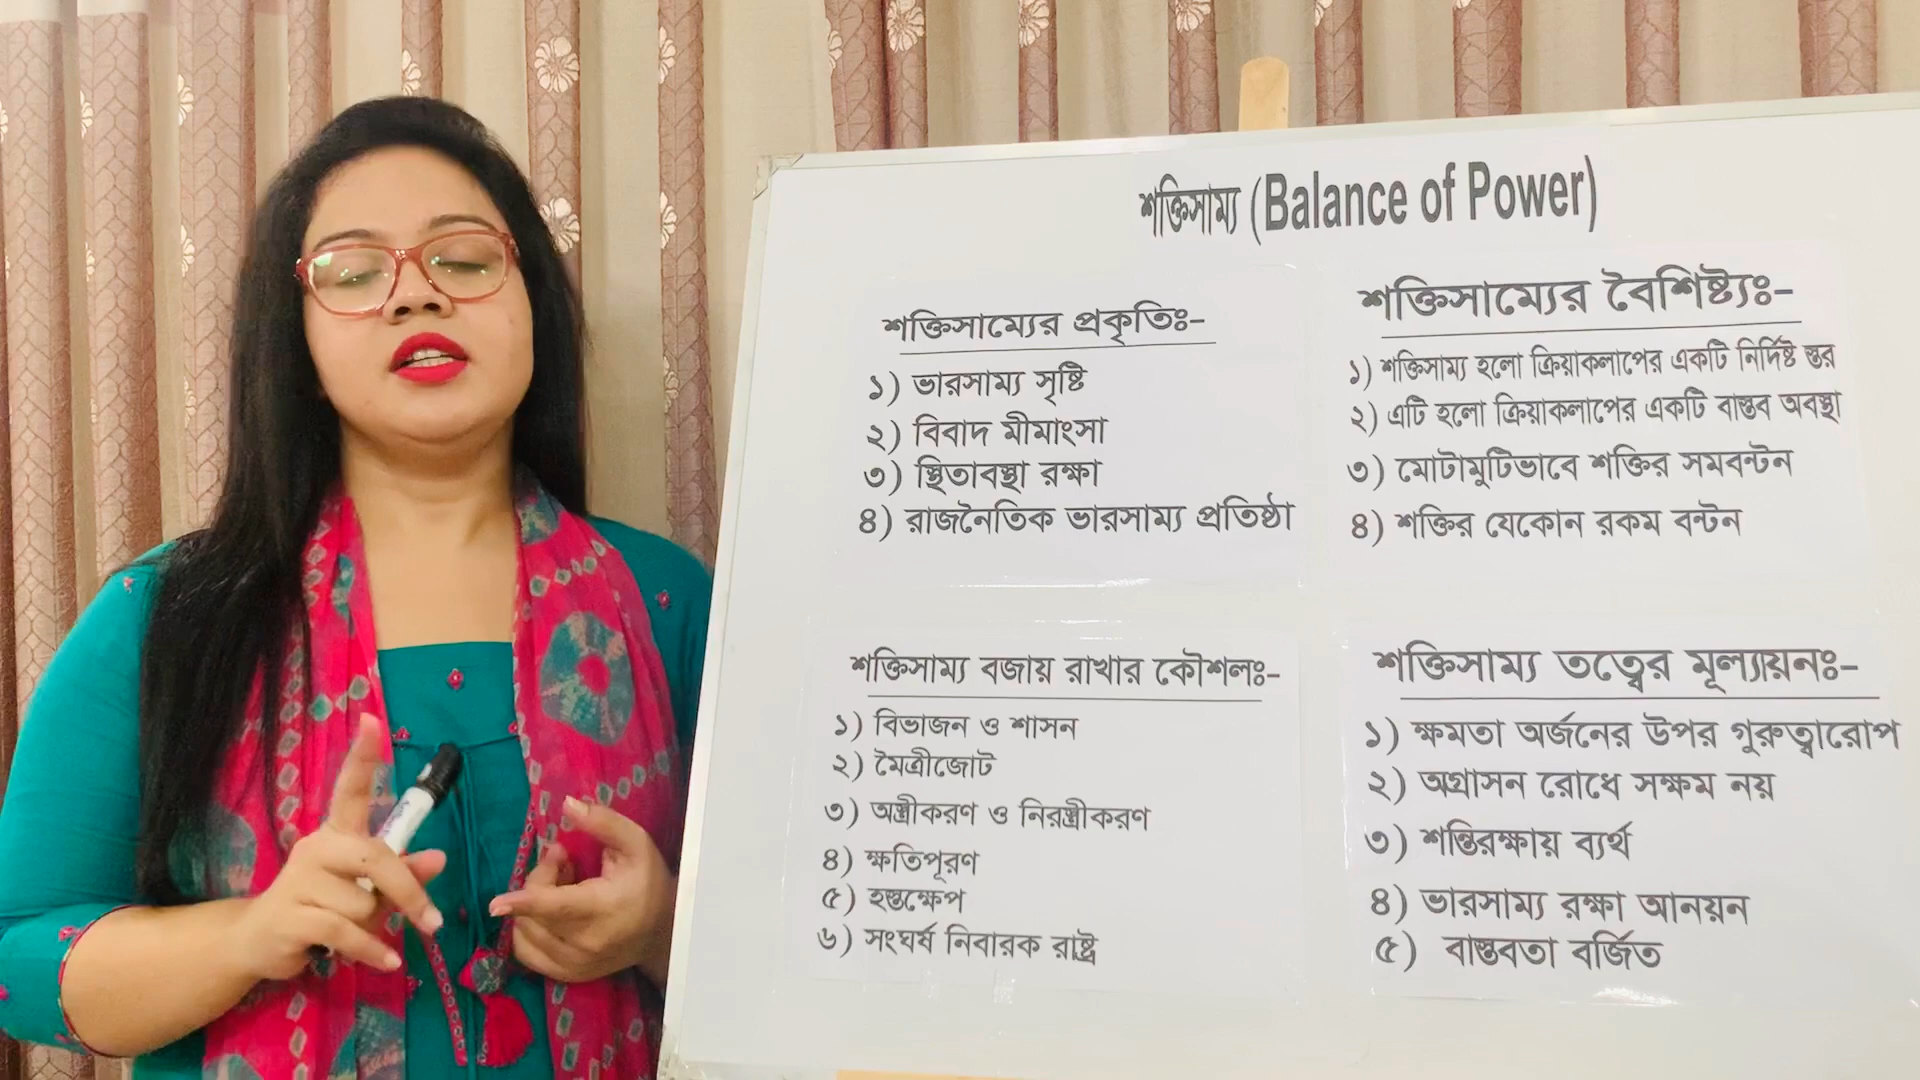 শক্তিসাম্য (Balance of Power)
শক্তিসাম্যের প্রকৃতিঃ-
১) ভারসাম্য সৃষ্টি
২) বিবাদ মীমাংসা
৩) স্থিতাবস্থা রক্ষা
৪) রাজনৈতিক ভারসাম্য প্রতিষ্ঠা
শক্তিসাম্যের বৈশিষ্ট্যঃ-
১) শক্তিসাম্য হলো ক্রিয়াকলাপের একটি নির্দিষ্ট স্তর
২) এটি হলো ক্রিয়াকলাপের একটি বাস্তব অবস্থা
৩) মোটামুটিভাবে শক্তির সমবন্টন
৪) শক্তির যেকোন রকম বন্টন
শক্তিসাম্য বজায় রাখার কৌশলঃ-
১) বিভাজন ও শাসন
২) মৈত্রীজোট
৩) অস্ত্রীকরণ ও নিরস্ত্রীকরণ
৪) ক্ষতিপূরণ
৫) হস্তক্ষেপ
৬) সংঘর্ষ নিবারক রাষ্ট্র
শক্তিসাম্য তত্ত্বের মূল্যায়নঃ-
১) ক্ষমতা অর্জনের উপর গুরুত্বারোপ
২) অগ্রাসন রোধে সক্ষম নয়
৩) শন্তিরক্ষায় ব্যর্থ
৪) ভারসাম্য রক্ষা আনয়ন
৫) বাস্তবতা বর্জিত